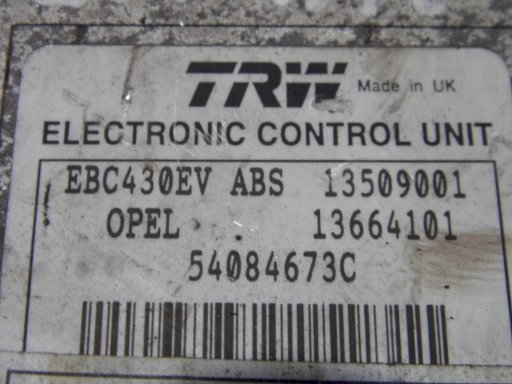 TRW Made in UK
ELECTRONIC CONTROL UNIT
EBC430EV ABS 13509001
OPEL 13664101
54084673C